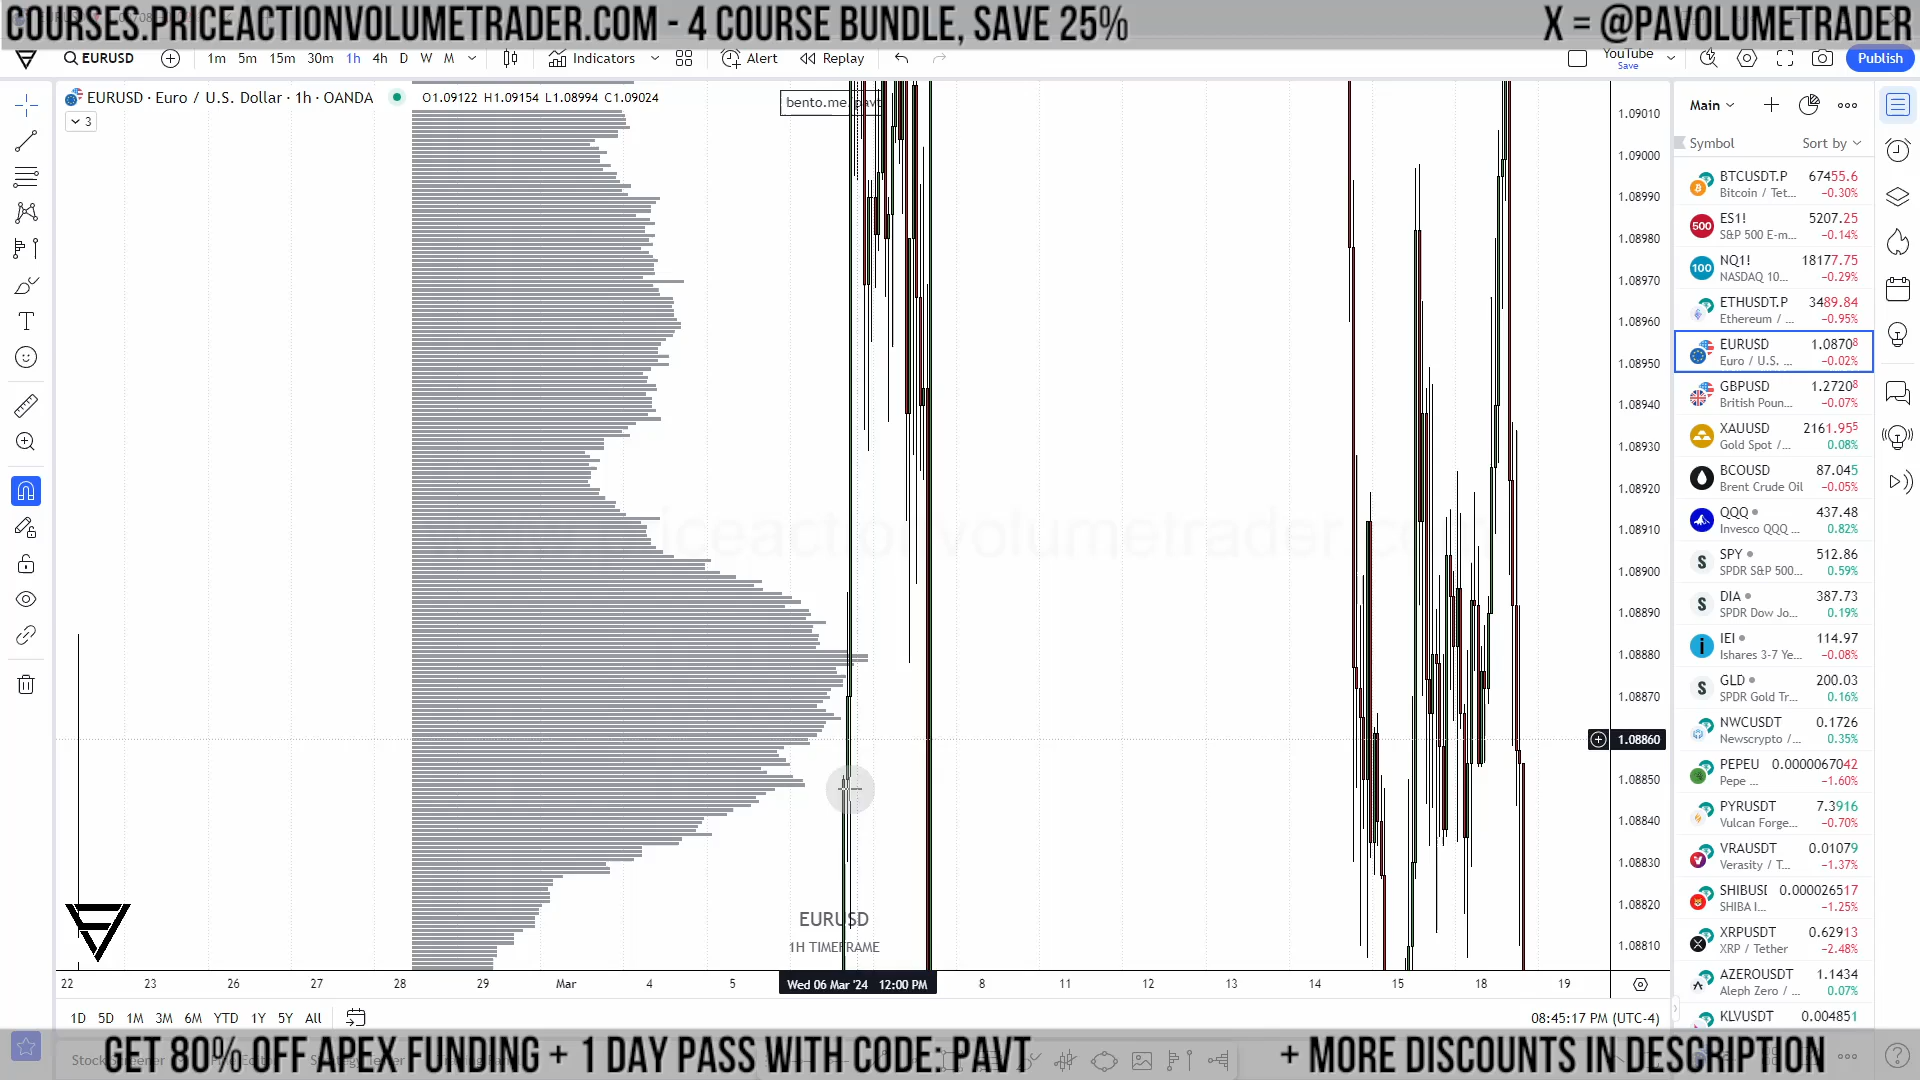 COURSES.PRICEACTIONVOLUMETRADER.COM - 4 COURSE BUNDLE, SAVE 25%
X = @PAVOLUMETRADER
EURUSD
1m 5m 15m 30m 1h 4h D W M
Indicators
Alert
Replay
YouTube
Save
Publish
EURUSD · Euro / U.S. Dollar · 1h · OANDA
O1.09122 H1.09154 L1.08994 C1.09024
3
bento.me/pavt
EURUSD
1H TIMEFRAME
1.09010
1.09000
1.08990
1.08980
1.08970
1.08960
1.08950
1.08940
1.08930
1.08920
1.08910
1.08900
1.08890
1.08880
1.08870
1.08860
1.08850
1.08840
1.08830
1.08820
1.08810
22 23 26 27 28 29 Mar 4 5 Wed 06 Mar '24 12:00 PM 8 11 12 13 14 15 18 19
1D 5D 1M 3M 6M YTD 1Y 5Y All
08:45:17 PM (UTC-4)
Main
Symbol Sort by
BTCUSDT.P 67455.6
Bitcoin / Tet... −0.30%
500 ES1! 5207.25
S&P 500 E-m... −0.14%
100 NQ1! 18177.75
NASDAQ 10... −0.29%
ETHUSDT.P 3489.84
Ethereum / ... −0.95%
EURUSD 1.08708
Euro / U.S. ... −0.02%
GBPUSD 1.27208
British Poun... −0.07%
XAUUSD 2161.955
Gold Spot /... 0.08%
BCOUSD 87.045
Brent Crude Oil −0.05%
QQQ 437.48
Invesco QQQ ... 0.82%
S SPY 512.86
SPDR S&P 500... 0.59%
S DIA 387.73
SPDR Dow Jo... 0.19%
i IEI 114.97
Ishares 3-7 Ye... −0.08%
S GLD 200.03
SPDR Gold Tr... 0.16%
NWCUSDT 0.1726
Newscrypto /... 0.35%
PEPEU 0.0000067042
Pepe ... −1.60%
PYRUSDT 7.3916
Vulcan Forge... −0.70%
VRAUSDT 0.01079
Verasity / T... −1.37%
SHIBUSI 0.000026517
SHIBA I... −1.25%
XRPUSDT 0.62913
XRP / Tether −2.48%
AZEROUSDT 1.1434
Aleph Zero / ... 0.07%
KLVUSDT 0.004851
GET 80% OFF APEX FUNDING + 1 DAY PASS WITH CODE: PAVT
+ MORE DISCOUNTS IN DESCRIPTION